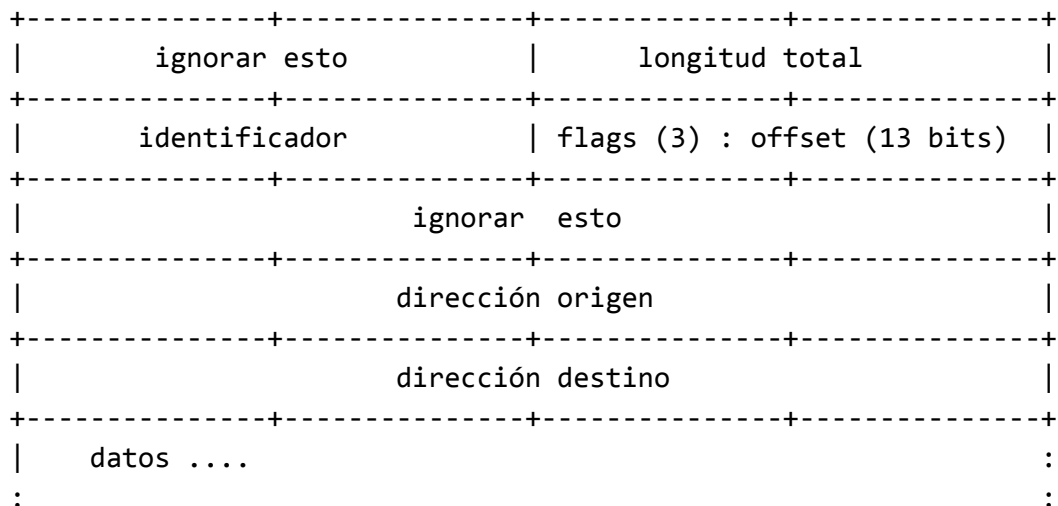 +---------------+---------------+---------------+---------------+
|        ignorar esto           |      longitud total           |
+---------------+---------------+---------------+---------------+
|       identificador           | flags (3) : offset (13 bits)  |
+---------------+---------------+---------------+---------------+
|                        ignorar  esto                          |
+---------------+---------------+---------------+---------------+
|                       dirección origen                        |
+---------------+---------------+---------------+---------------+
|                       dirección destino                       |
+---------------+---------------+---------------+---------------+
|    datos ....                                                 :
:                                                               :